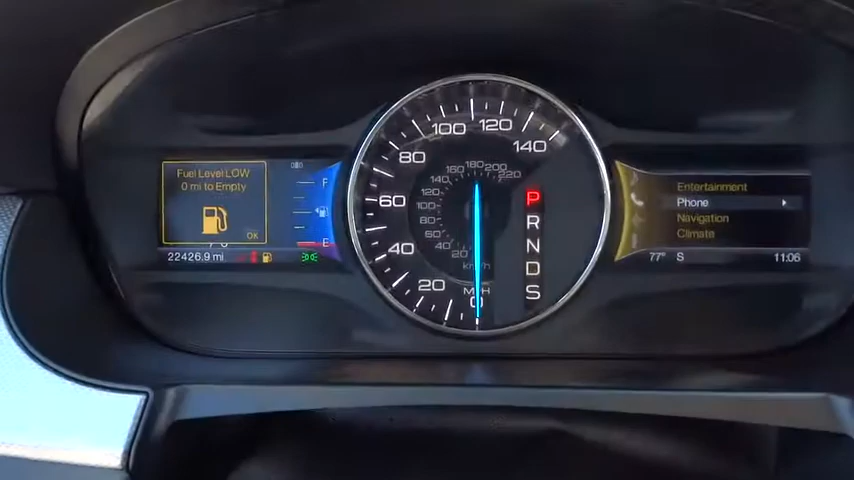 Fuel Level LOW
0 mi to Empty
OK
F
E
22426.9 mi
20
40
60
80
100
120
140
20
40
60
80
100
120
140
160
180
200
220
km/h
MPH
0
P
R
N
D
S
Entertainment
Phone
Navigation
Climate
77° S 11:06